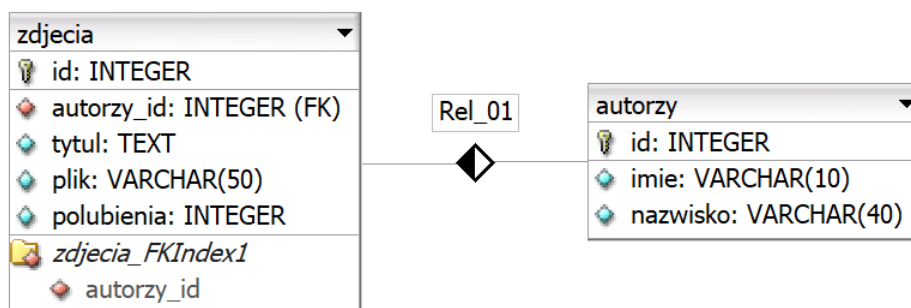 zdjecia
id: INTEGER
autorzy_id: INTEGER (FK)
tytul: TEXT
plik: VARCHAR(50)
polubienia: INTEGER
zdjecia_FKIndex1
autorzy_id
Rel_01
autorzy
id: INTEGER
imie: VARCHAR(10)
nazwisko: VARCHAR(40)